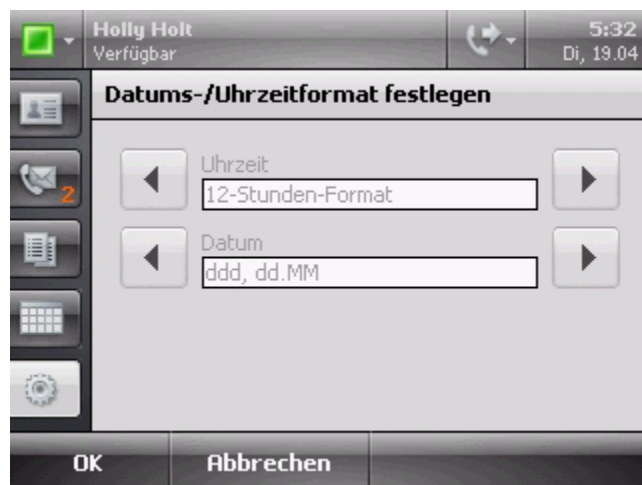 Holly Holt
Verfügbar
5:32
Di, 19.04
Datums-/Uhrzeitformat festlegen
2
Uhrzeit
12-Stunden-Format
Datum
ddd, dd.MM
OK
Abbrechen